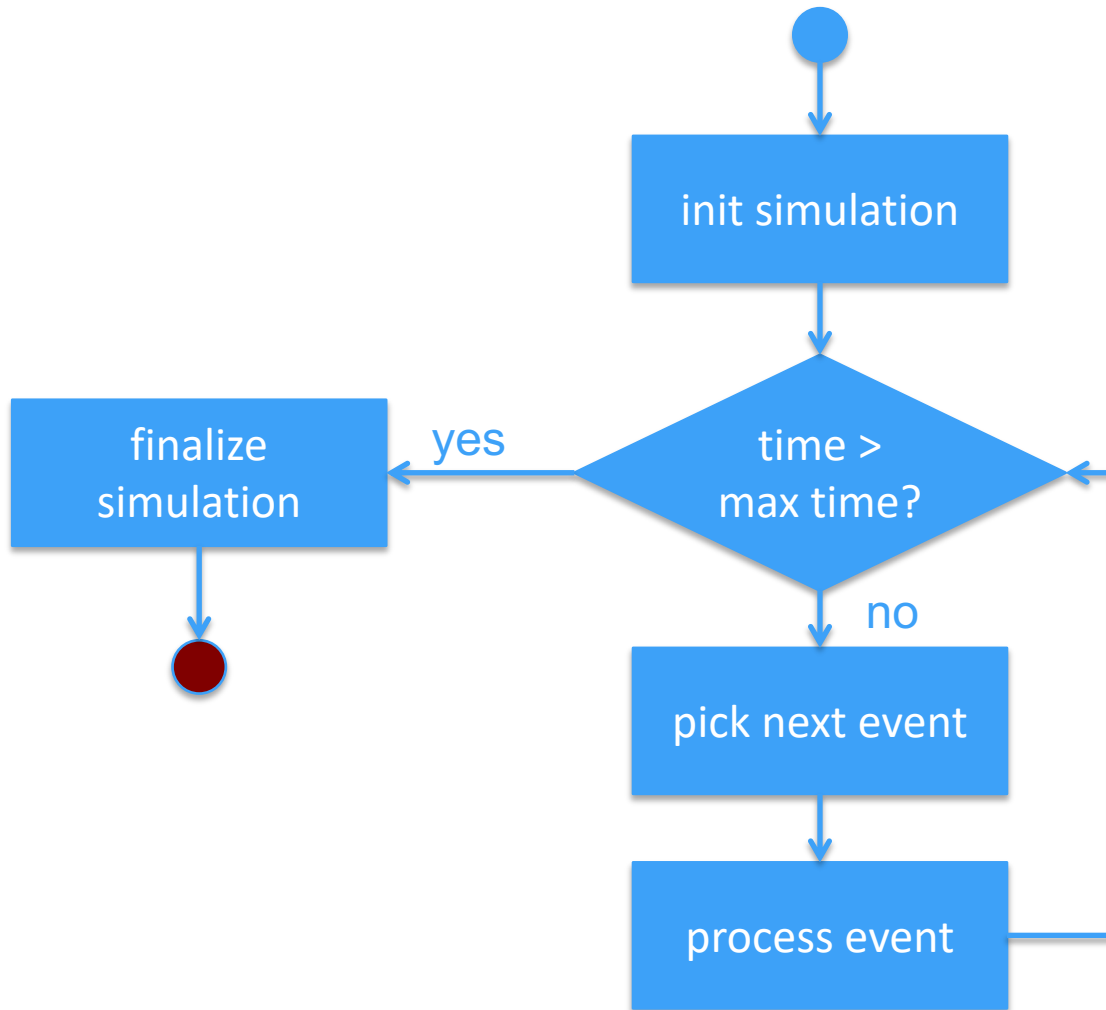 init simulation
time >
max time?
yes
finalize
simulation
no
pick next event
process event